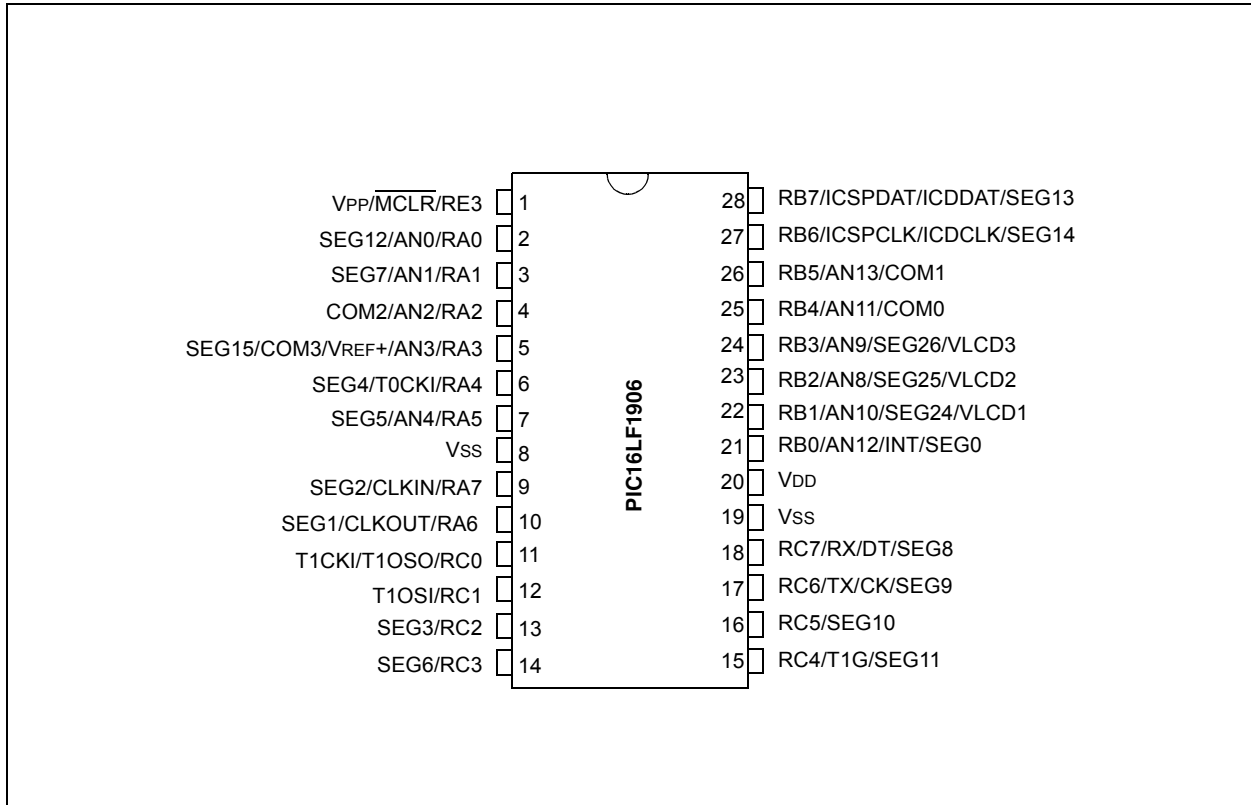 VPP/MCLR/RE3 1
SEG12/AN0/RA0 2
SEG7/AN1/RA1 3
COM2/AN2/RA2 4
SEG15/COM3/VREF+/AN3/RA3 5
SEG4/T0CKI/RA4 6
SEG5/AN4/RA5 7
VSS 8
SEG2/CLKIN/RA7 9
SEG1/CLKOUT/RA6 10
T1CKI/T1OSO/RC0 11
T1OSI/RC1 12
SEG3/RC2 13
SEG6/RC3 14
PIC16LF1906
28 RB7/ICSPDAT/ICDDAT/SEG13
27 RB6/ICSPCLK/ICDCLK/SEG14
26 RB5/AN13/COM1
25 RB4/AN11/COM0
24 RB3/AN9/SEG26/VLCD3
23 RB2/AN8/SEG25/VLCD2
22 RB1/AN10/SEG24/VLCD1
21 RB0/AN12/INT/SEG0
20 VDD
19 VSS
18 RC7/RX/DT/SEG8
17 RC6/TX/CK/SEG9
16 RC5/SEG10
15 RC4/T1G/SEG11